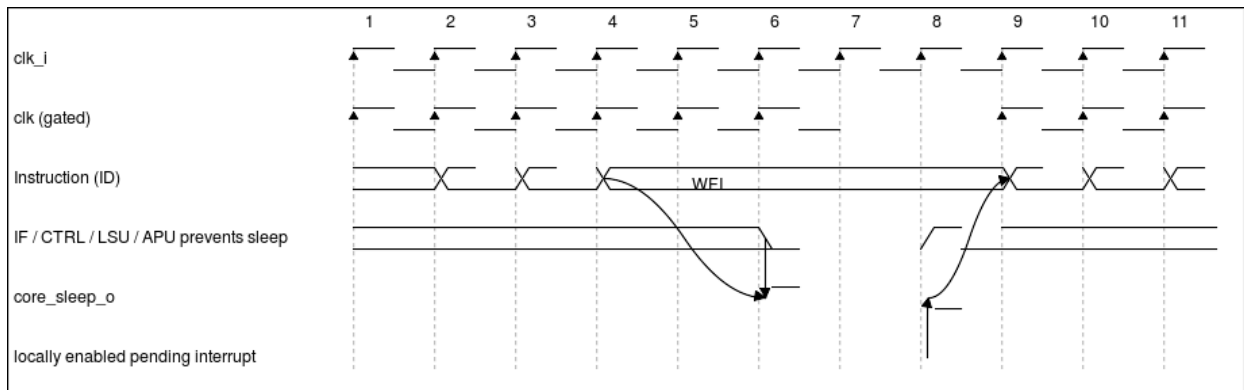 1 2 3 4 5 6 7 8 9 10 11
clk_i
clk (gated)
Instruction (ID)
WFI
IF / CTRL / LSU / APU prevents sleep
core_sleep_o
locally enabled pending interrupt